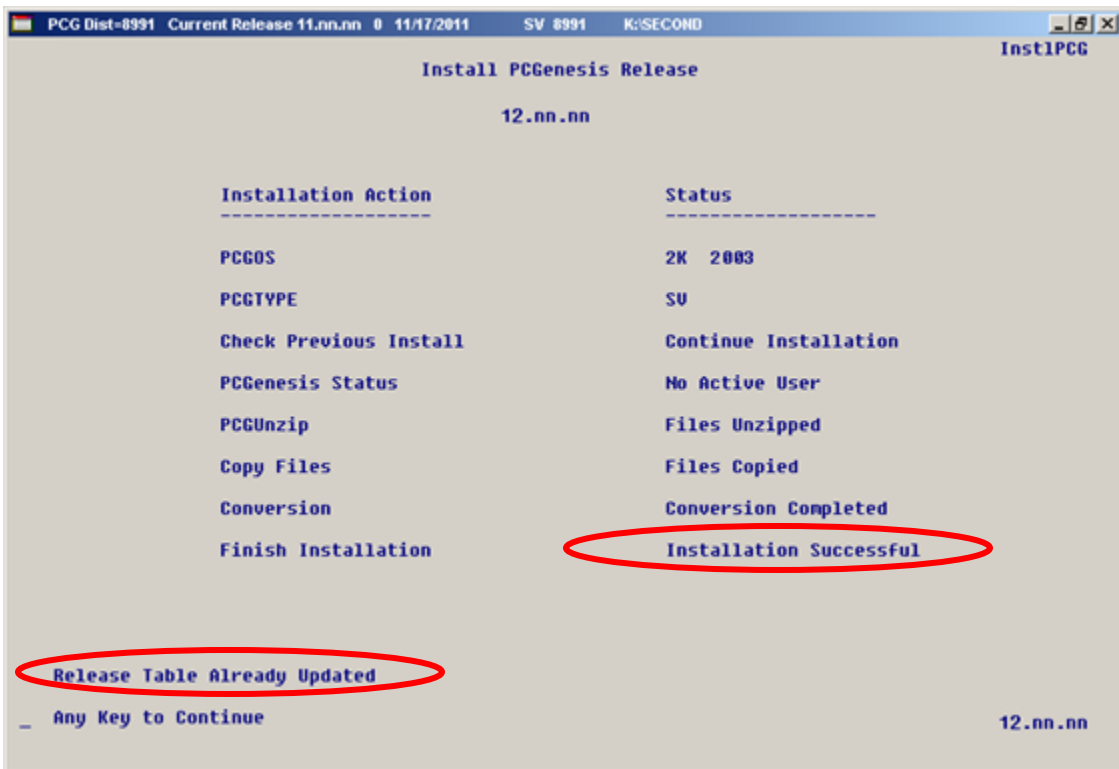 PCG Dist=8991 Current Release 11.nn.nn 0 11/17/2011 SV 8991 K:\SECOND
InstlPCG
Install PCGenesis Release
12.nn.nn
Installation Action Status
------------------- -------------------
PCGOS 2K 2003
PCGTYPE SV
Check Previous Install Continue Installation
PCGenesis Status No Active User
PCGUnzip Files Unzipped
Copy Files Files Copied
Conversion Conversion Completed
Finish Installation Installation Successful
Release Table Already Updated
_ Any Key to Continue 12.nn.nn